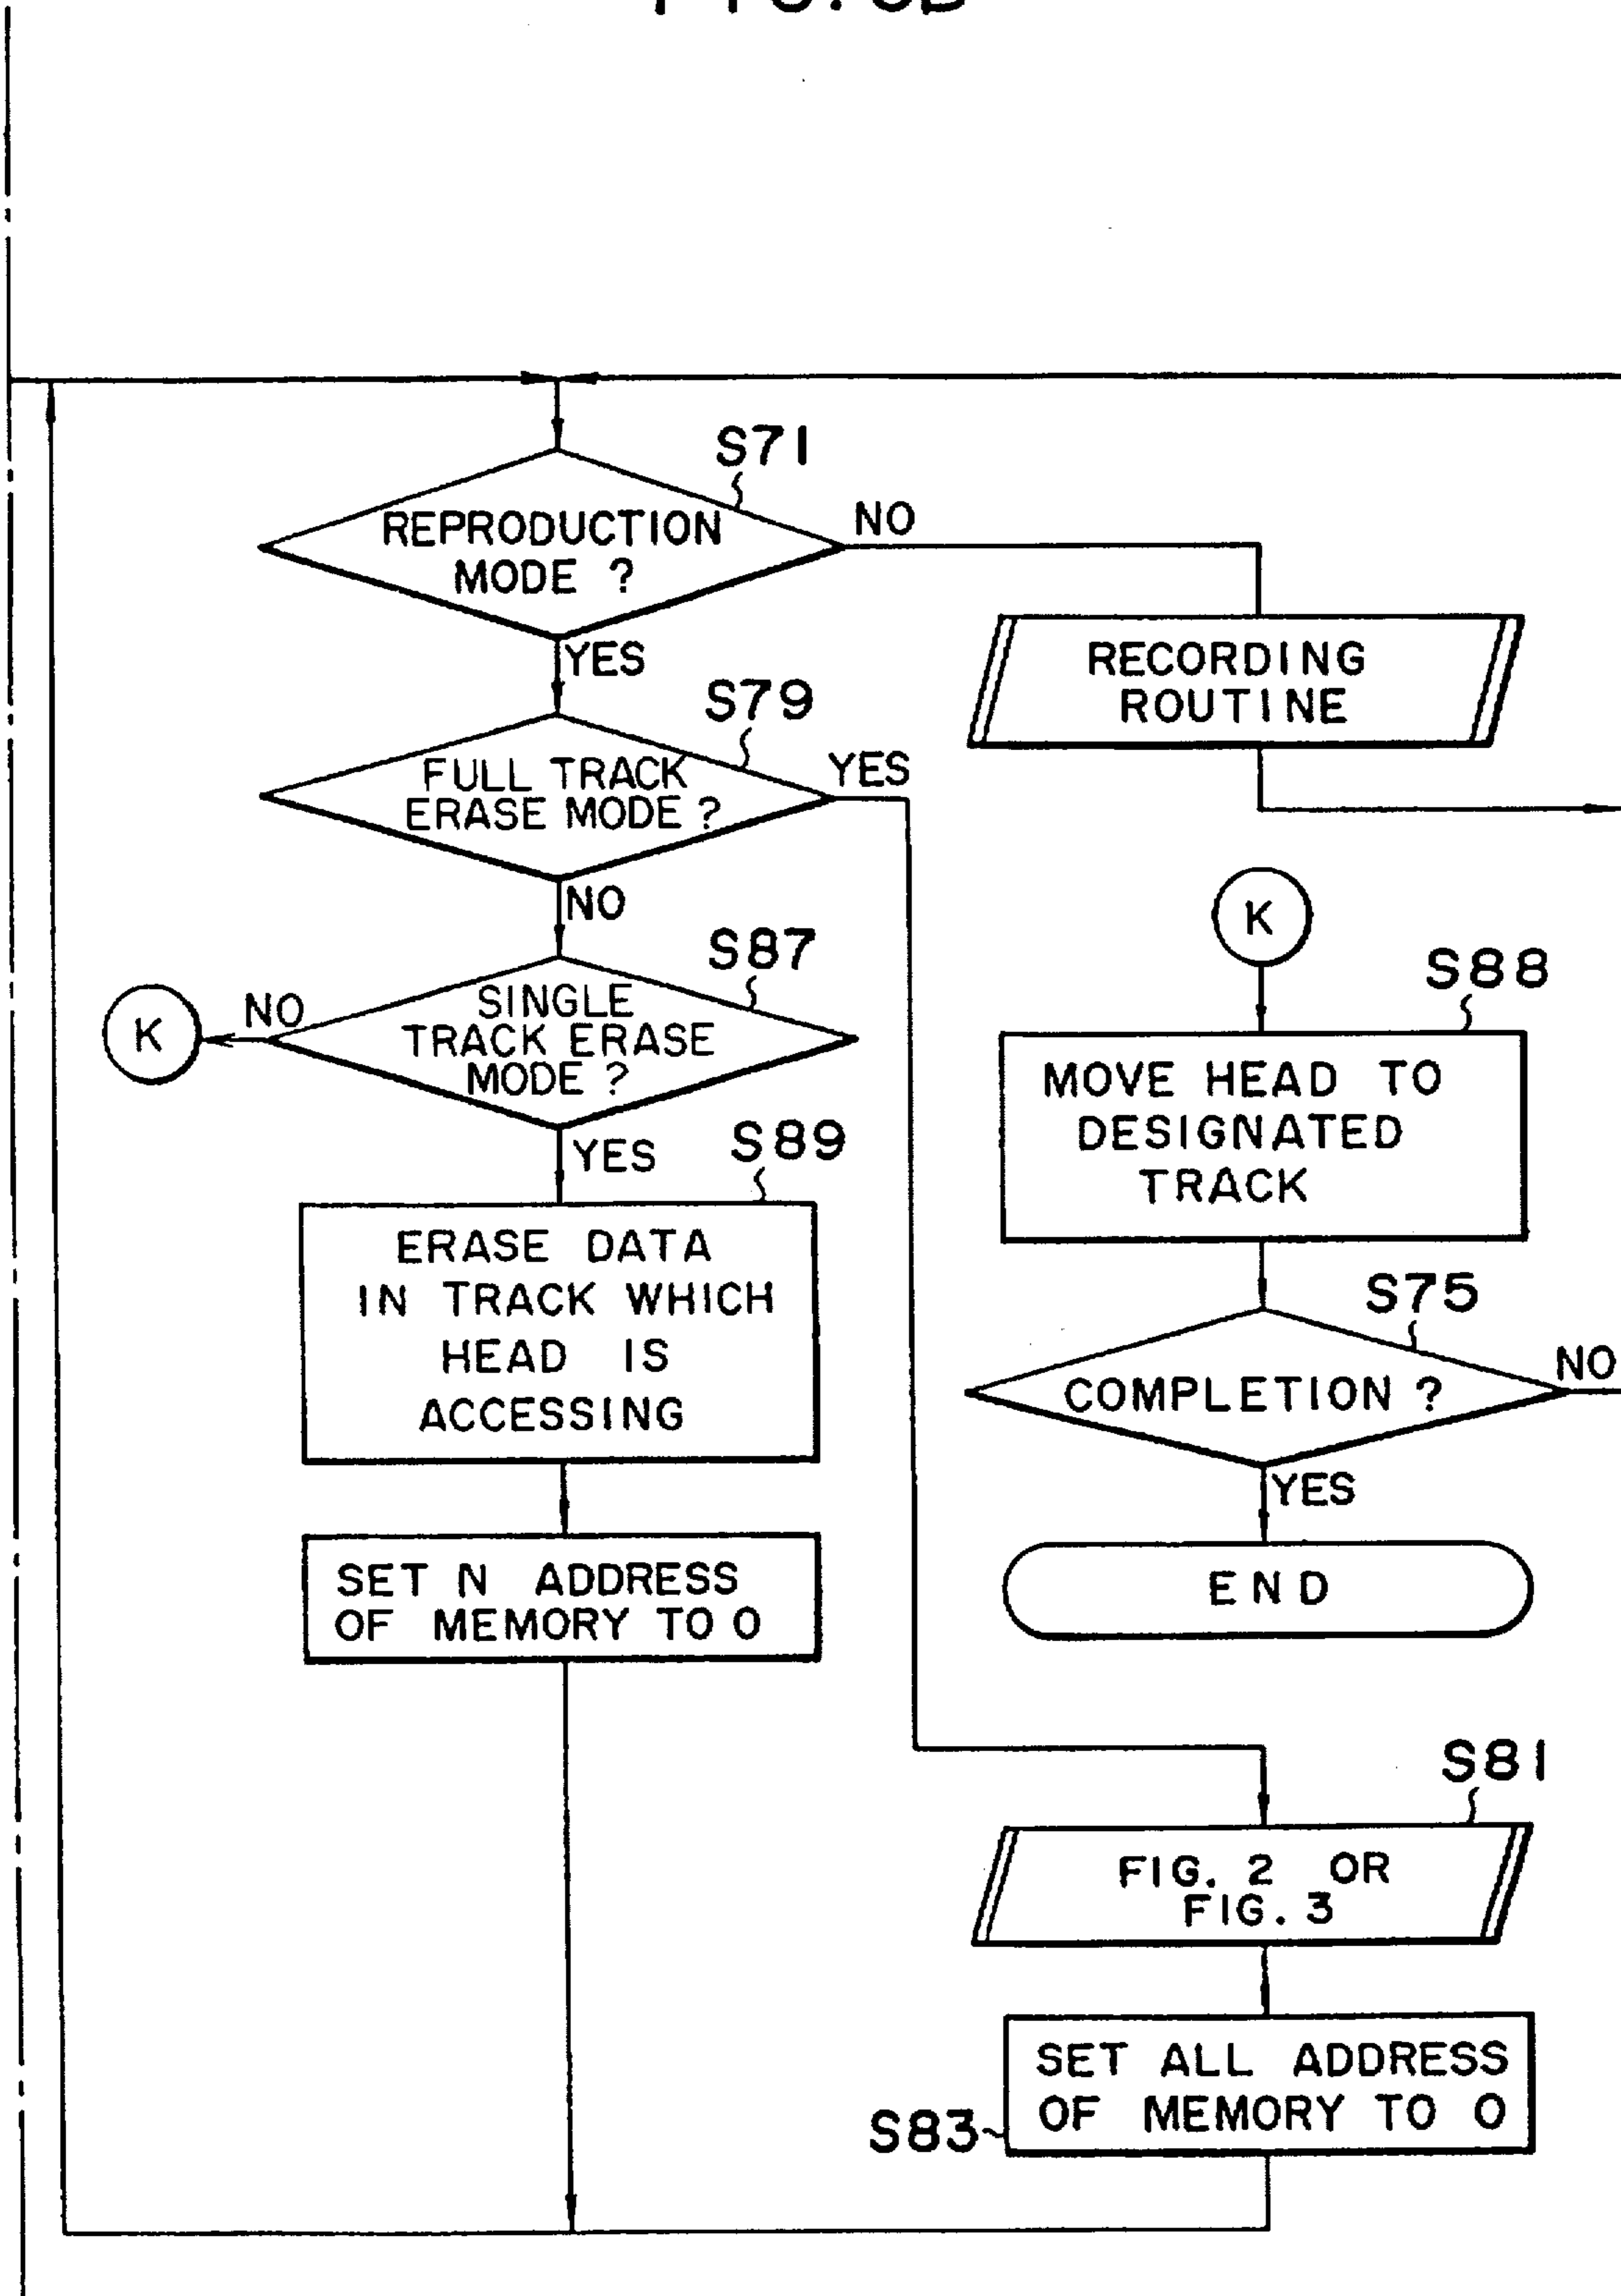 S71
REPRODUCTION
MODE ?
NO
YES
RECORDING
ROUTINE
S79
FULL TRACK
ERASE MODE ?
YES
NO
K
S87
SINGLE
TRACK ERASE
MODE ?
NO
K
YES
S88
MOVE HEAD TO
DESIGNATED
TRACK
S89
ERASE DATA
IN TRACK WHICH
HEAD IS
ACCESSING
S75
COMPLETION ?
NO
YES
END
SET N ADDRESS
OF MEMORY TO 0
S81
FIG. 2 OR
FIG. 3
SET ALL ADDRESS
OF MEMORY TO 0
S83